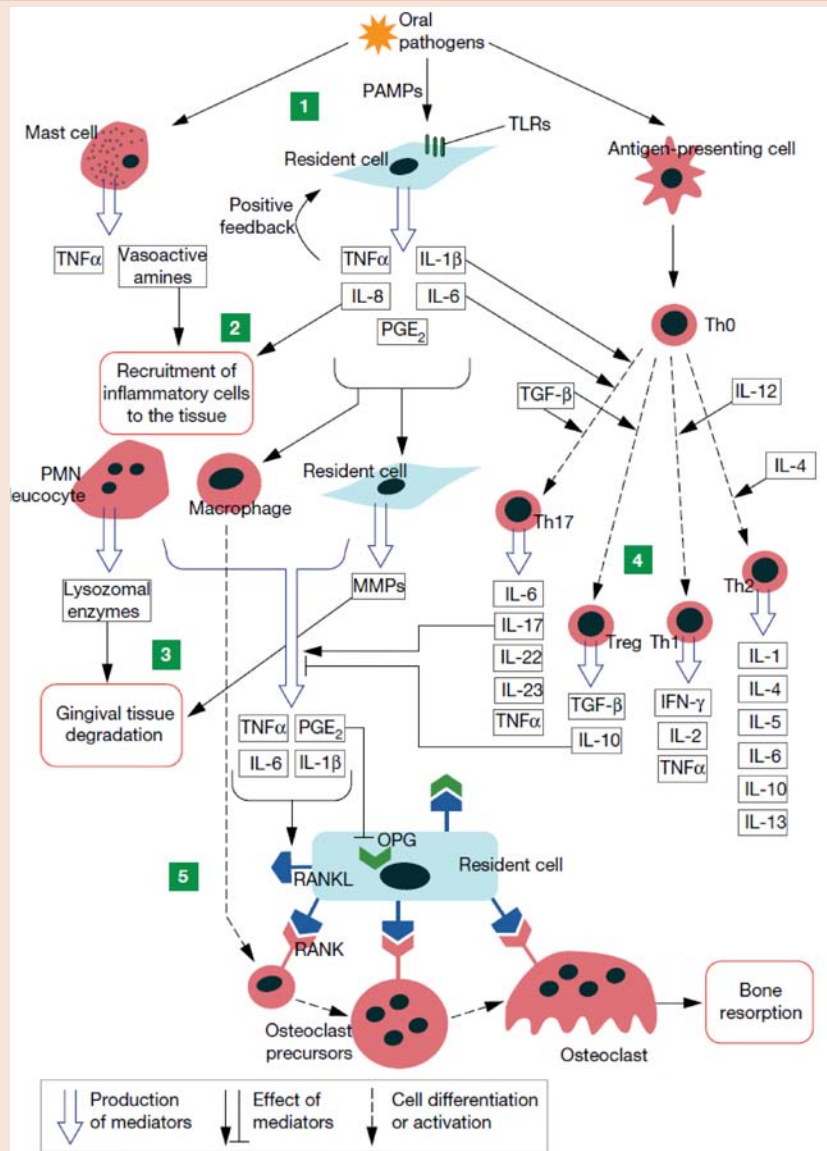 Oral
pathogens
PAMPs
1
TLRs
Mast cell
Resident cell
Antigen-presenting cell
Positive
feedback
TNFα
Vasoactive
amines
TNFα
IL-1β
IL-8
IL-6
PGE2
Th0
2
Recruitment of
inflammatory cells
to the tissue
TGF-β
IL-12
IL-4
PMN
leucocyte
Macrophage
Resident cell
Th17
4
Th2
Lysozomal
enzymes
MMPs
IL-6
IL-17
IL-22
IL-23
TNFα
Treg
Th1
3
Gingival tissue
degradation
TGF-β
IL-10
IFN-γ
IL-2
TNFα
IL-1
IL-4
IL-5
IL-6
IL-10
IL-13
TNFα
PGE2
IL-6
IL-1β
OPG
Resident cell
5
RANKL
RANK
Osteoclast
precursors
Osteoclast
Bone
resorption
Production
of mediators
Effect of
mediators
Cell differentiation
or activation